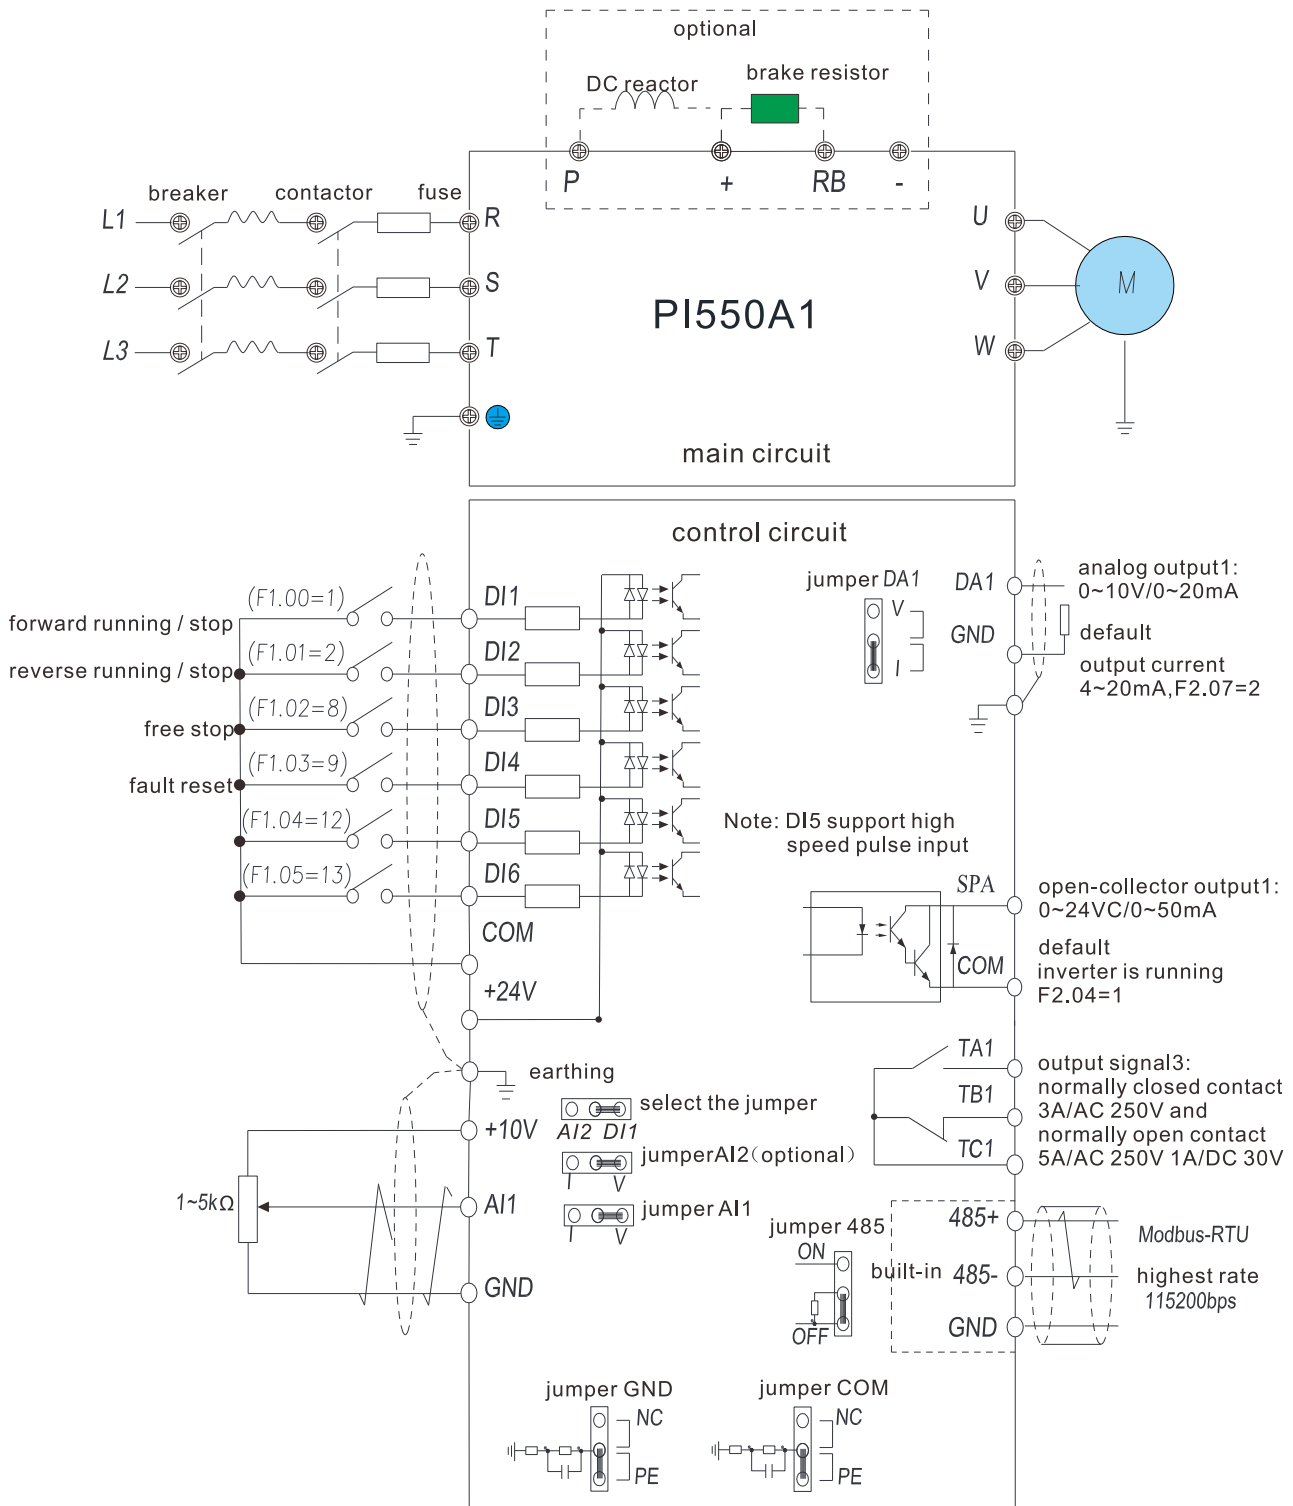 optional
DC reactor
brake resistor
P
+
RB
-
breaker
contactor
fuse
L1
R
U
L2
S
V
M
PI550A1
L3
T
W
main circuit
control circuit
(F1.00=1)
DI1
forward running / stop
(F1.01=2)
DI2
reverse running / stop
(F1.02=8)
DI3
free stop
(F1.03=9)
DI4
fault reset
(F1.04=12)
DI5
(F1.05=13)
DI6
COM
+24V
jumper DA1
V
I
DA1
GND
analog output1:
0~10V/0~20mA
default
output current
4~20mA,F2.07=2
Note: DI5 support high
speed pulse input
SPA
COM
open-collector output1:
0~24VC/0~50mA
default
inverter is running
F2.04=1
TA1
TB1
TC1
output signal3:
normally closed contact
3A/AC 250V and
normally open contact
5A/AC 250V 1A/DC 30V
earthing
+10V
select the jumper
AI2 DI1
jumperAI2（optional）
I V
1~5kΩ
AI1
jumper AI1
I V
GND
jumper 485
ON
OFF
built-in
485+
485-
GND
Modbus-RTU
highest rate
115200bps
jumper GND
NC
PE
jumper COM
NC
PE